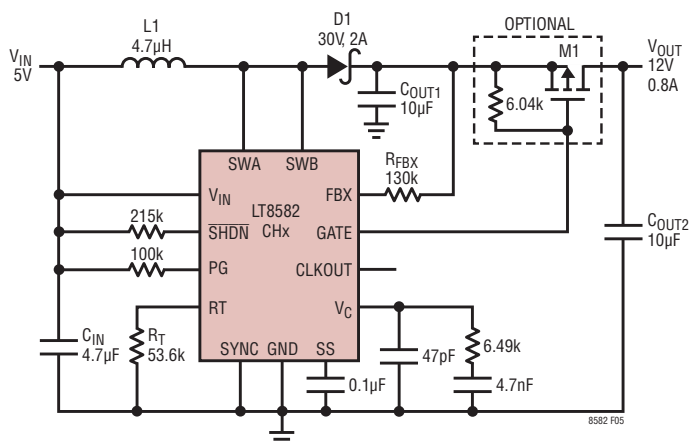 OPTIONAL
L1
4.7µH
D1
30V, 2A
M1
VIN
5V
VOUT
12V
0.8A
COUT1
10µF
6.04k
SWA
SWB
RFBX
130k
VIN
FBX
LT8582
CHx
215k
SHDN
GATE
100k
PG
CLKOUT
RT
VC
COUT2
10µF
CIN
4.7µF
RT
53.6k
SYNC
GND
SS
47pF
6.49k
0.1µF
4.7nF
8582 F05